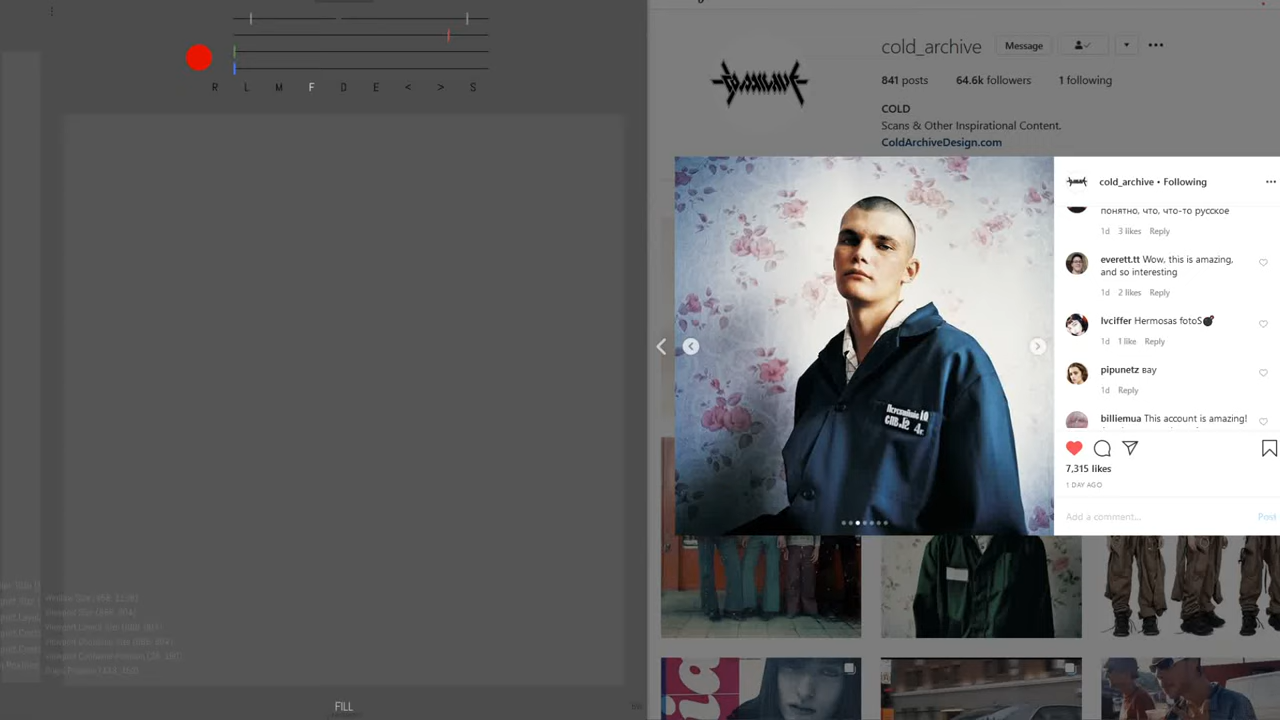 R L M F D E < > S
FILL
cold_archive
Message
841 posts 64.6k followers 1 following
COLD
Scans & Other Inspirational Content.
ColdArchiveDesign.com
cold_archive • Following
понятно, что, что-то русское
1d 3 likes Reply
everett.tt Wow, this is amazing,
and so interesting
1d 2 likes Reply
lvciffer Hermosas fotoS
1d 1 like Reply
pipunetz вау
1d Reply
billiemua This account is amazing!
7,315 likes
1 DAY AGO
Add a comment...
Post